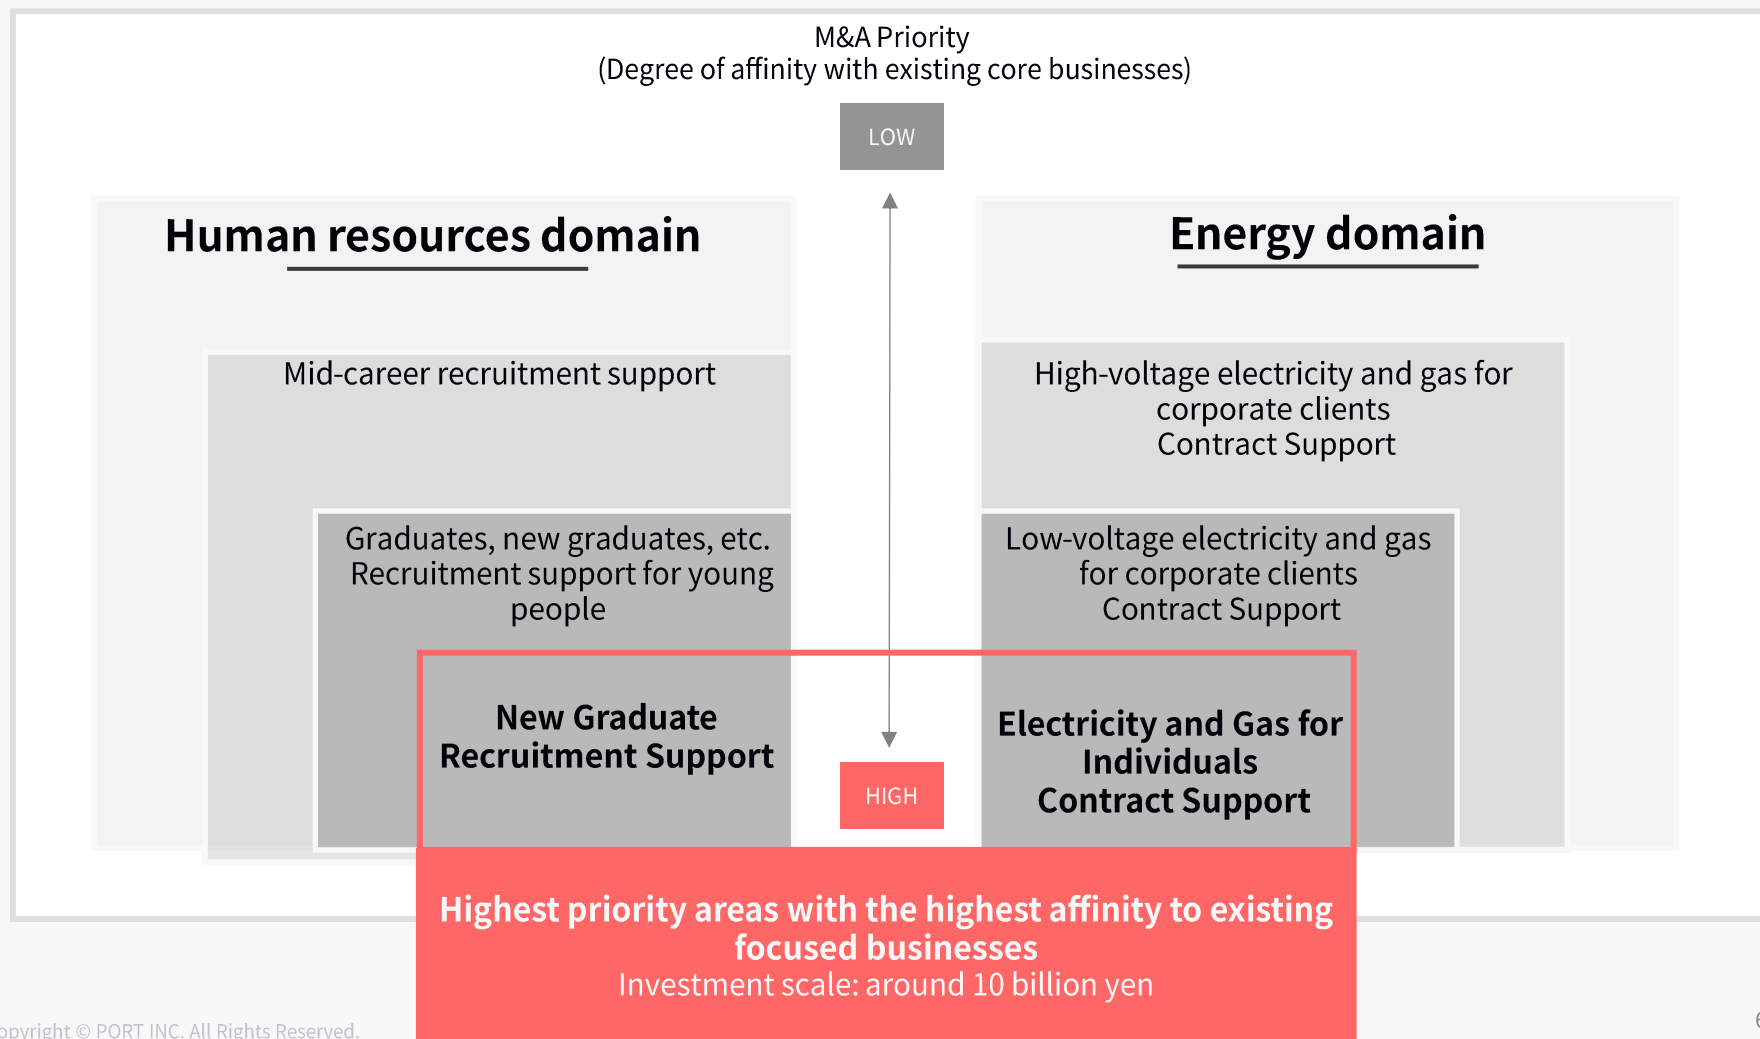 M&A Priority
(Degree of affinity with existing core businesses)
LOW
Human resources domain
Mid-career recruitment support
Graduates, new graduates, etc.
Recruitment support for young
people
New Graduate
Recruitment Support
Energy domain
High-voltage electricity and gas for
corporate clients
Contract Support
Low-voltage electricity and gas
for corporate clients
Contract Support
Electricity and Gas for
Individuals
Contract Support
HIGH
Highest priority areas with the highest affinity to existing
focused businesses
Investment scale: around 10 billion yen
opyright © PORT INC. All Rights Reserved.